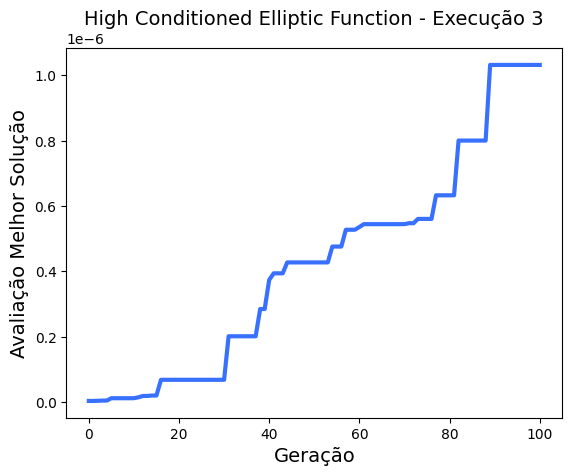 High Conditioned Elliptic Function - Execução 3
1e−6
1.0
0.8
0.6
0.4
0.2
0.0
Avaliação Melhor Solução
0 20 40 60 80 100
Geração